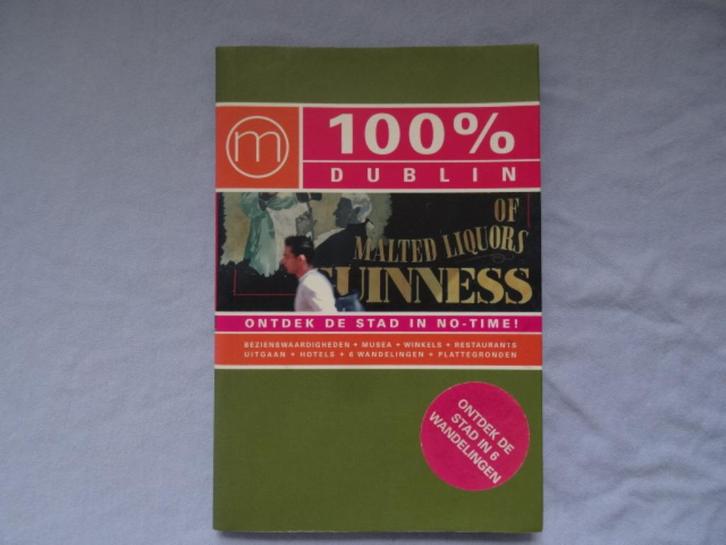 m
100%
DUBLIN
OF
MALTED LIQUORS
GUINNESS
ONTDEK DE STAD IN NO-TIME!
BEZIENSWAARDIGHEDEN + MUSEA + WINKELS + RESTAURANTS
UITGAAN + HOTELS + 6 WANDELINGEN + PLATTEGRONDEN
ONTDEK DE
STAD IN 6
WANDELINGEN